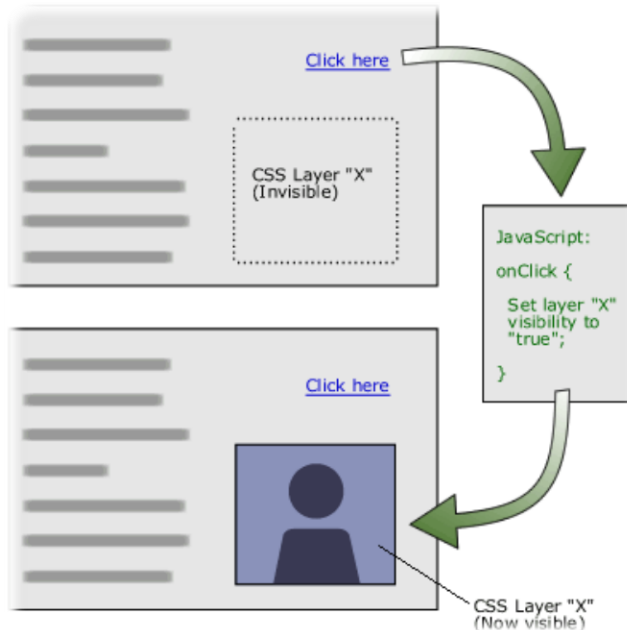 Click here
CSS Layer "X"
(Invisible)
JavaScript:
onClick {
Set layer "X"
visibility to
"true";
}
Click here
CSS Layer "X"
(Now visible)